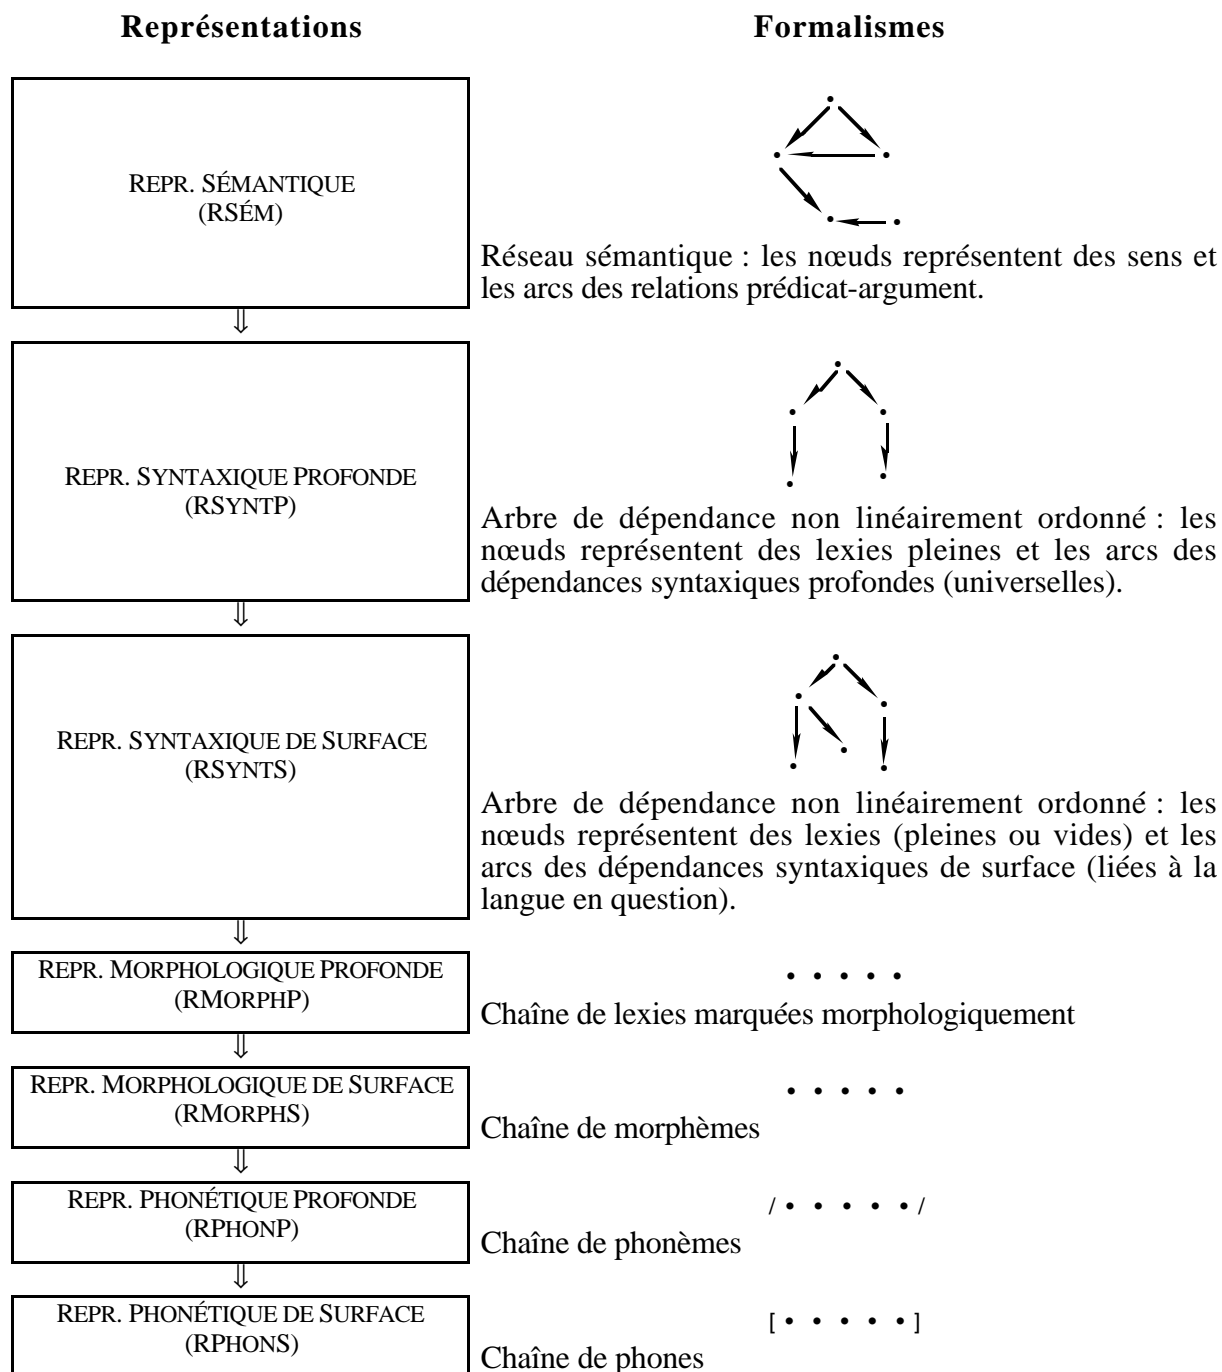 Représentations Formalismes
REPR. SÉMANTIQUE
(RSÉM)
Réseau sémantique : les nœuds représentent des sens et
les arcs des relations prédicat-argument.
⇓
REPR. SYNTAXIQUE PROFONDE
(RSYNTP)
Arbre de dépendance non linéairement ordonné : les
nœuds représentent des lexies pleines et les arcs des
dépendances syntaxiques profondes (universelles).
⇓
REPR. SYNTAXIQUE DE SURFACE
(RSYNTS)
Arbre de dépendance non linéairement ordonné : les
nœuds représentent des lexies (pleines ou vides) et les
arcs des dépendances syntaxiques de surface (liées à la
langue en question).
⇓
REPR. MORPHOLOGIQUE PROFONDE
(RMORPHP)
• • • • •
Chaîne de lexies marquées morphologiquement
⇓
REPR. MORPHOLOGIQUE DE SURFACE
(RMORPHS)
• • • • •
Chaîne de morphèmes
⇓
REPR. PHONÉTIQUE PROFONDE
(RPHONP)
/ • • • • • /
Chaîne de phonèmes
⇓
REPR. PHONÉTIQUE DE SURFACE
(RPHONS)
[ • • • • • ]
Chaîne de phones